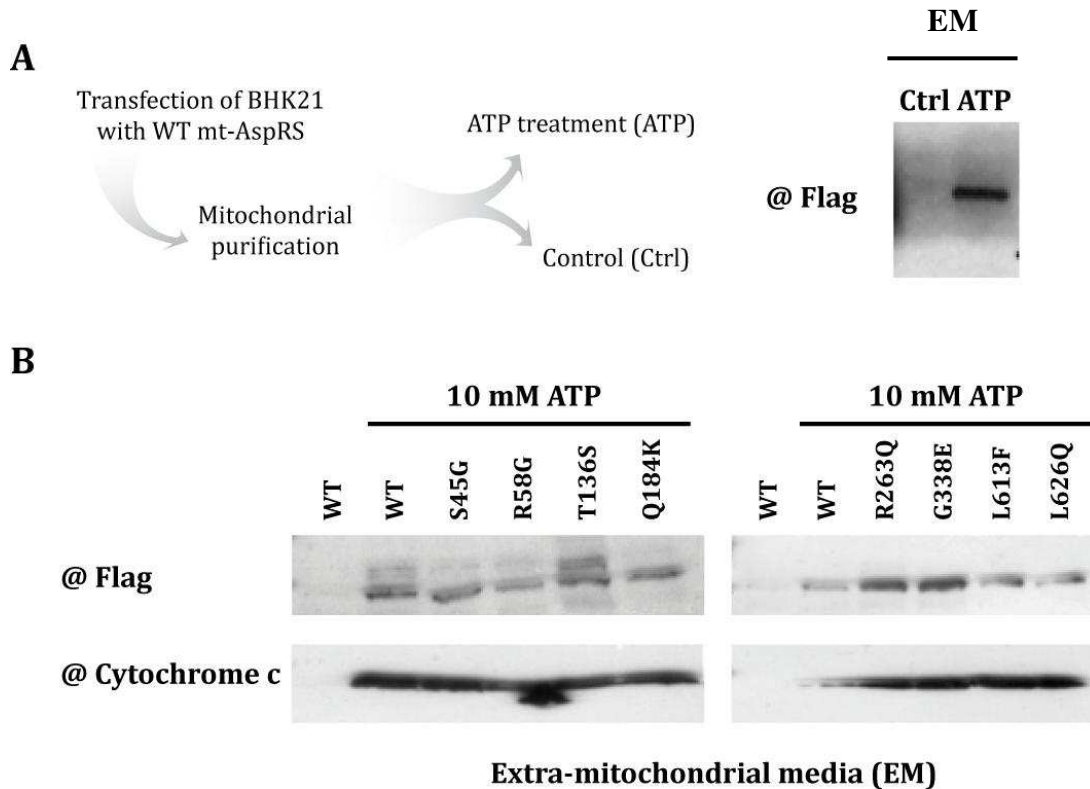 A
Transfection of BHK21
with WT mt-AspRS
Mitochondrial
purification
ATP treatment (ATP)
Control (Ctrl)
EM
Ctrl ATP
@ Flag
B
10 mM ATP
WT
WT
S45G
R58G
T136S
Q184K
10 mM ATP
WT
WT
R263Q
G338E
L613F
L626Q
@ Flag
@ Cytochrome c
Extra-mitochondrial media (EM)